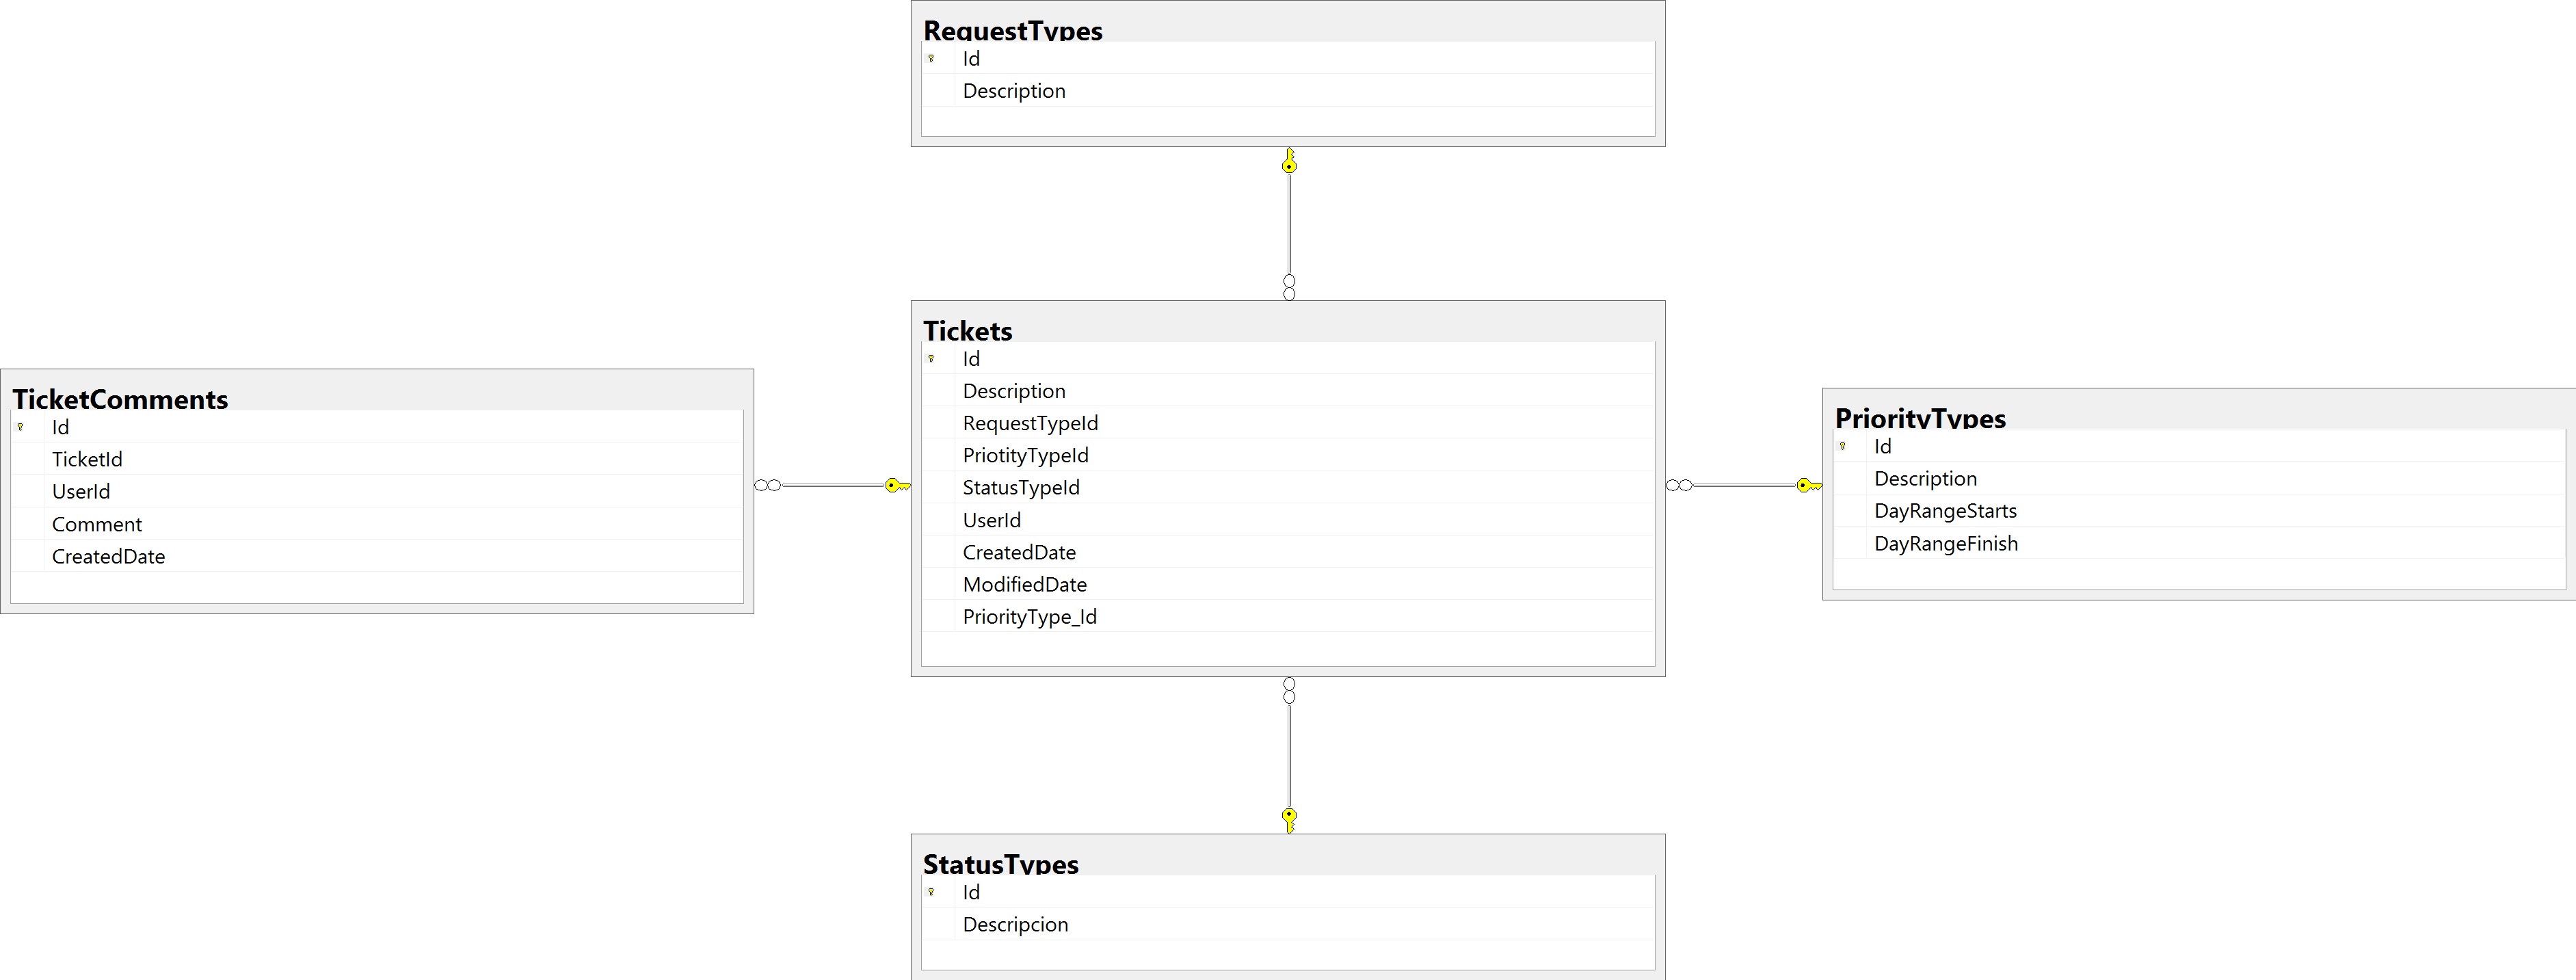 RequestTypes
Id
Description
Tickets
Id
Description
RequestTypeId
PriotityTypeId
StatusTypeId
UserId
CreatedDate
ModifiedDate
PriorityType_Id
TicketComments
Id
TicketId
UserId
Comment
CreatedDate
PriorityTypes
Id
Description
DayRangeStarts
DayRangeFinish
StatusTypes
Id
Descripcion